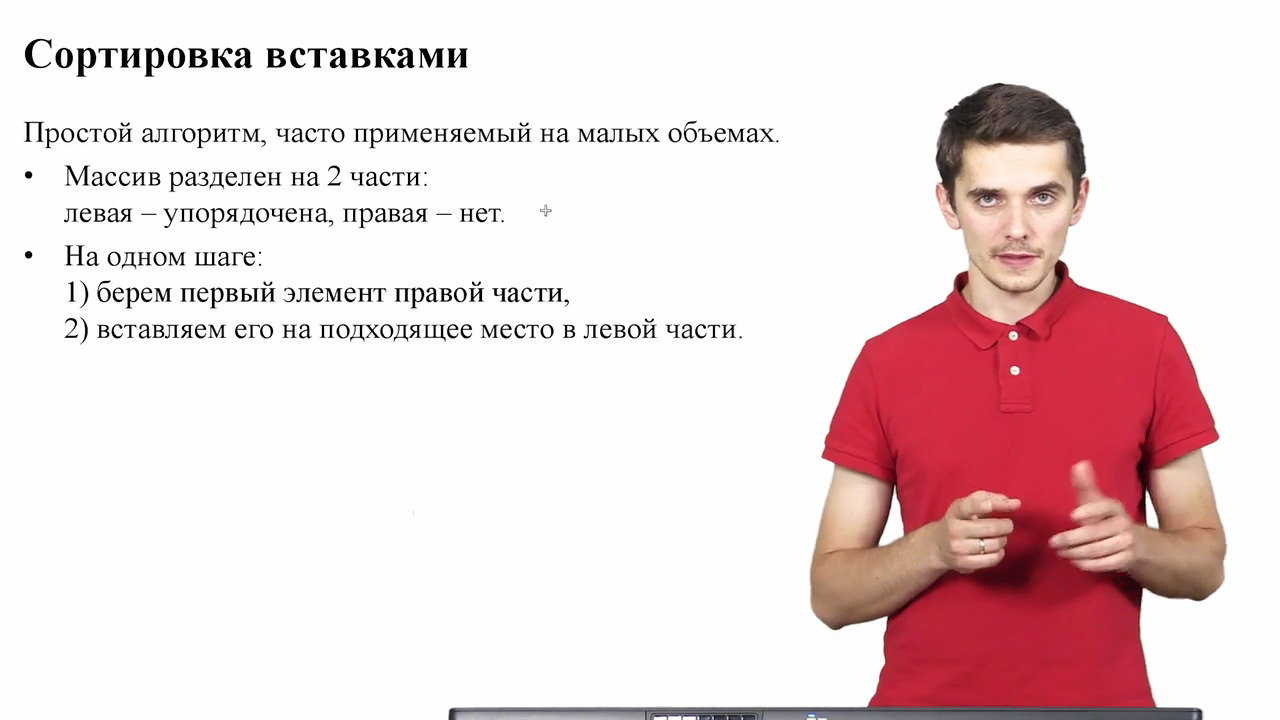 Сортировка вставками
Простой алгоритм, часто применяемый на малых объемах.
• Массив разделен на 2 части:
левая – упорядочена, правая – нет.
• На одном шаге:
1) берем первый элемент правой части,
2) вставляем его на подходящее место в левой части.